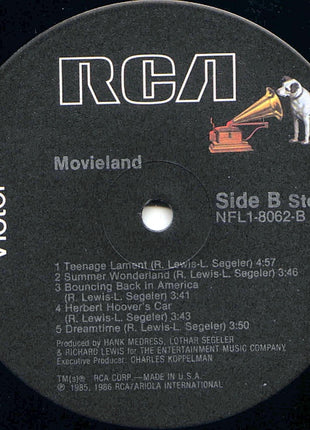 RCA
Movieland
Victor
Side B Ste
NFL1-8062-B
1 Teenage Lament (R. Lewis-L. Segeler) 4:57
2 Summer Wonderland (R. Lewis-L. Segeler) 3:46
3 Bouncing Back In America
(R. Lewis-L. Segeler) 3:41
4 Herbert Hoover's Car
(R. Lewis-L. Segeler) 3:43
5 Dreamtime (R. Lewis-L. Segeler) 3:50
Produced by HANK MEDRESS, LOTHAR SEGELER
& RICHARD LEWIS for THE ENTERTAINMENT MUSIC COMPANY
Executive Producer: CHARLES KOPPELMAN
TM(s) ® RCA CORP.—MADE IN U.S.A.
℗ 1985, 1986 RCA/ARIOLA INTERNATIONAL